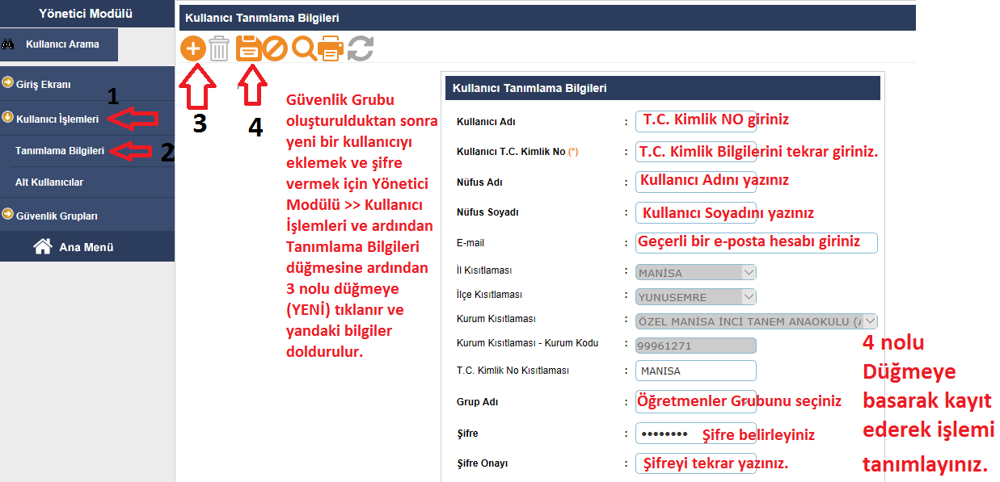 Yönetici Modülü
Kullanıcı Arama
Giriş Ekranı
1
Kullanıcı İşlemleri
Tanımlama Bilgileri
2
Alt Kullanıcılar
Güvenlik Grupları
Ana Menü
Kullanıcı Tanımlama Bilgileri
3
4
Güvenlik Grubu
oluşturulduktan sonra
yeni bir kullanıcıyı
eklemek ve şifre
vermek için Yönetici
Modülü >> Kullanıcı
İşlemleri ve ardından
Tanımlama Bilgileri
düğmesine ardından
3 nolu düğmeye
(YENİ) tıklanır ve
yandaki bilgiler
doldurulur.
Kullanıcı Tanımlama Bilgileri
Kullanıcı Adı : T.C. Kimlik NO giriniz
Kullanıcı T.C. Kimlik No (*) : T.C. Kimlik Bilgilerini tekrar giriniz.
Nüfus Adı : Kullanıcı Adını yazınız
Nüfus Soyadı : Kullanıcı Soyadını yazınız
E-mail : Geçerli bir e-posta hesabı giriniz
İl Kısıtlaması : MANİSA
İlçe Kısıtlaması : YUNUSEMRE
Kurum Kısıtlaması : ÖZEL MANİSA İNCİ TANEM ANAOKULU (A
Kurum Kısıtlaması - Kurum Kodu : 99961271
T.C. Kimlik No Kısıtlaması : MANISA
Grup Adı : Öğretmenler Grubunu seçiniz
Şifre : •••••••• Şifre belirleyiniz
Şifre Onayı : Şifreyi tekrar yazınız.
4 nolu
Düğmeye
basarak kayıt
ederek işlemi
tanımlayınız.